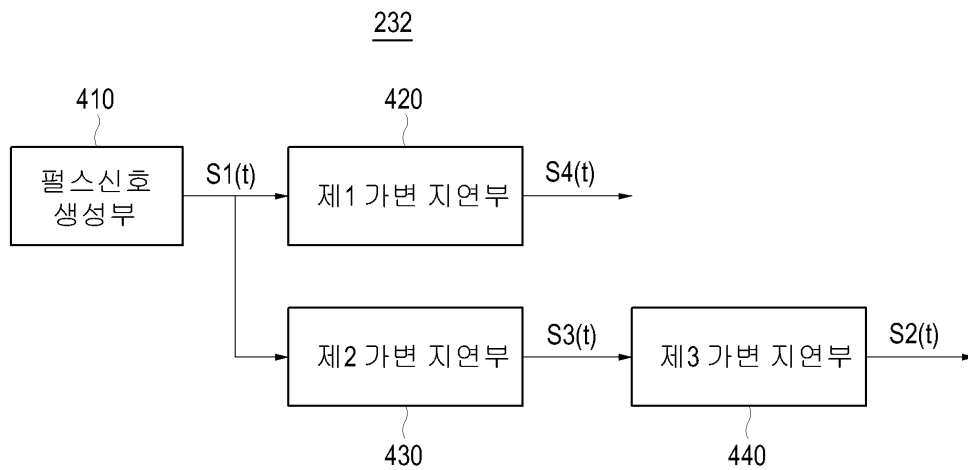 232
410
420
펄스신호
생성부
S1(t)
제1 가변 지연부
S4(t)
제2 가변 지연부
S3(t)
제3 가변 지연부
S2(t)
430
440